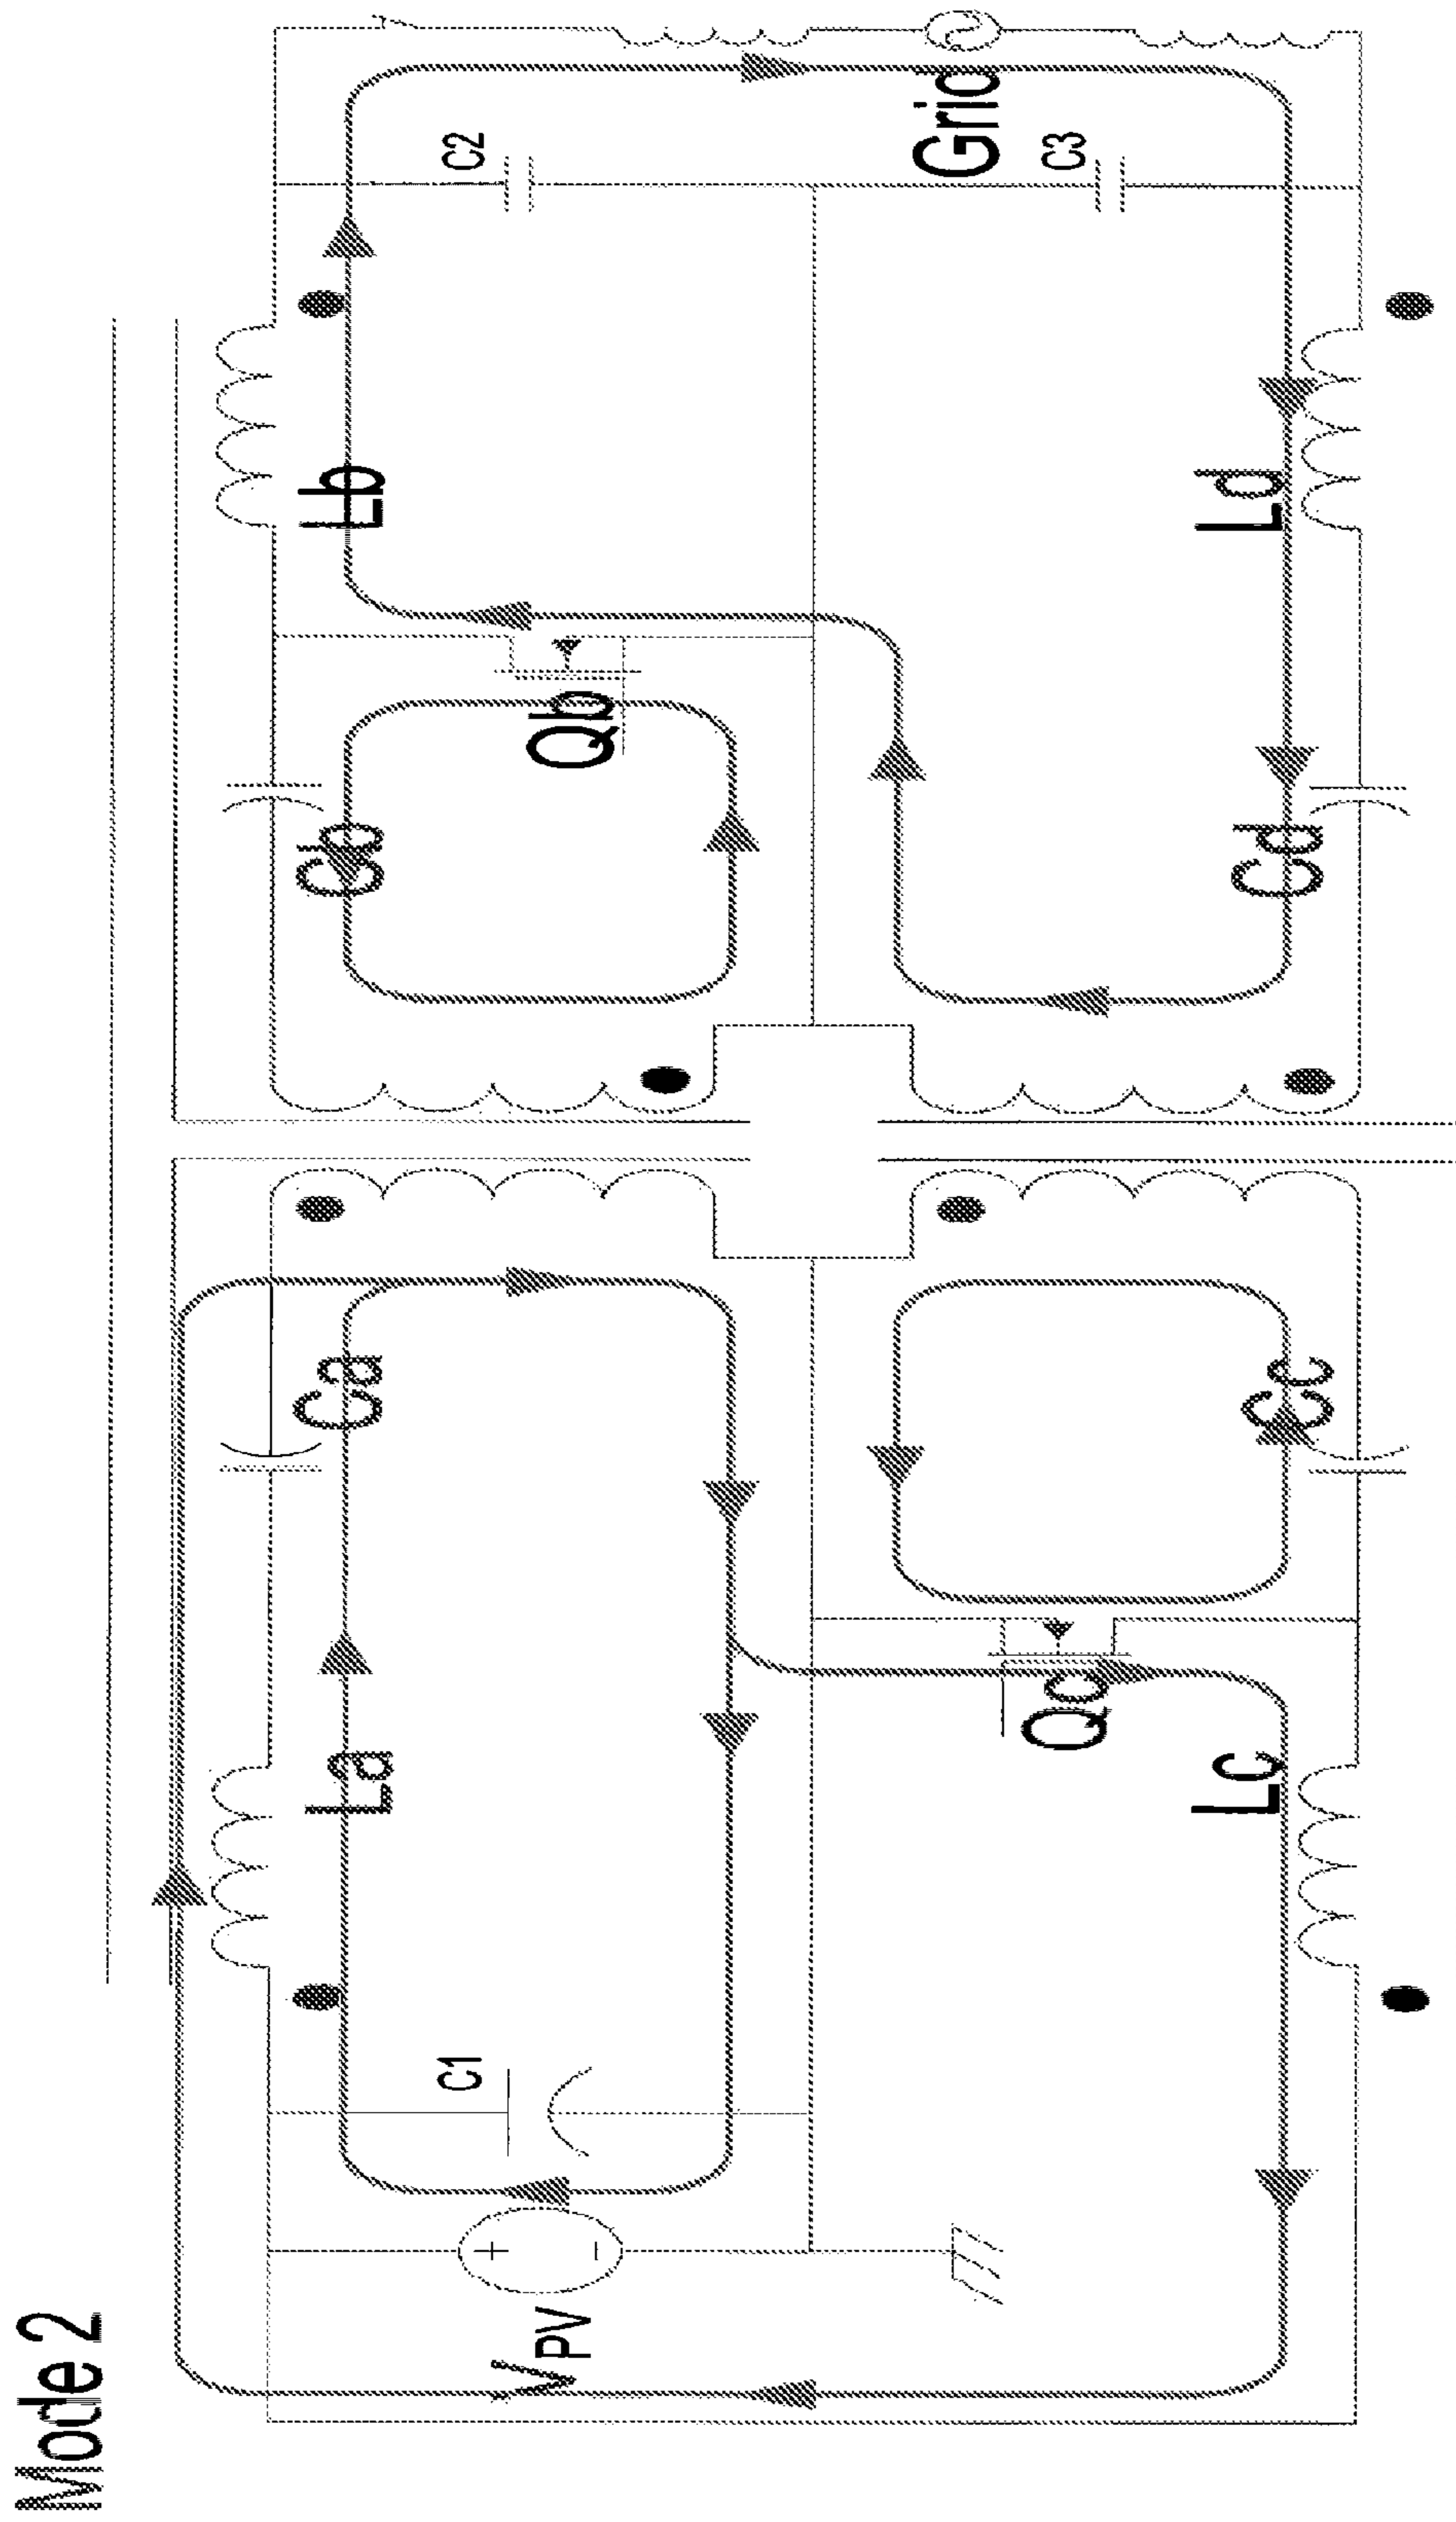 Mode 2
VPV
+
-
C1
La
Ca
Lc
Qc
Cc
Cb
Qb
Lb
Cd
Ld
C2
C3
Grid